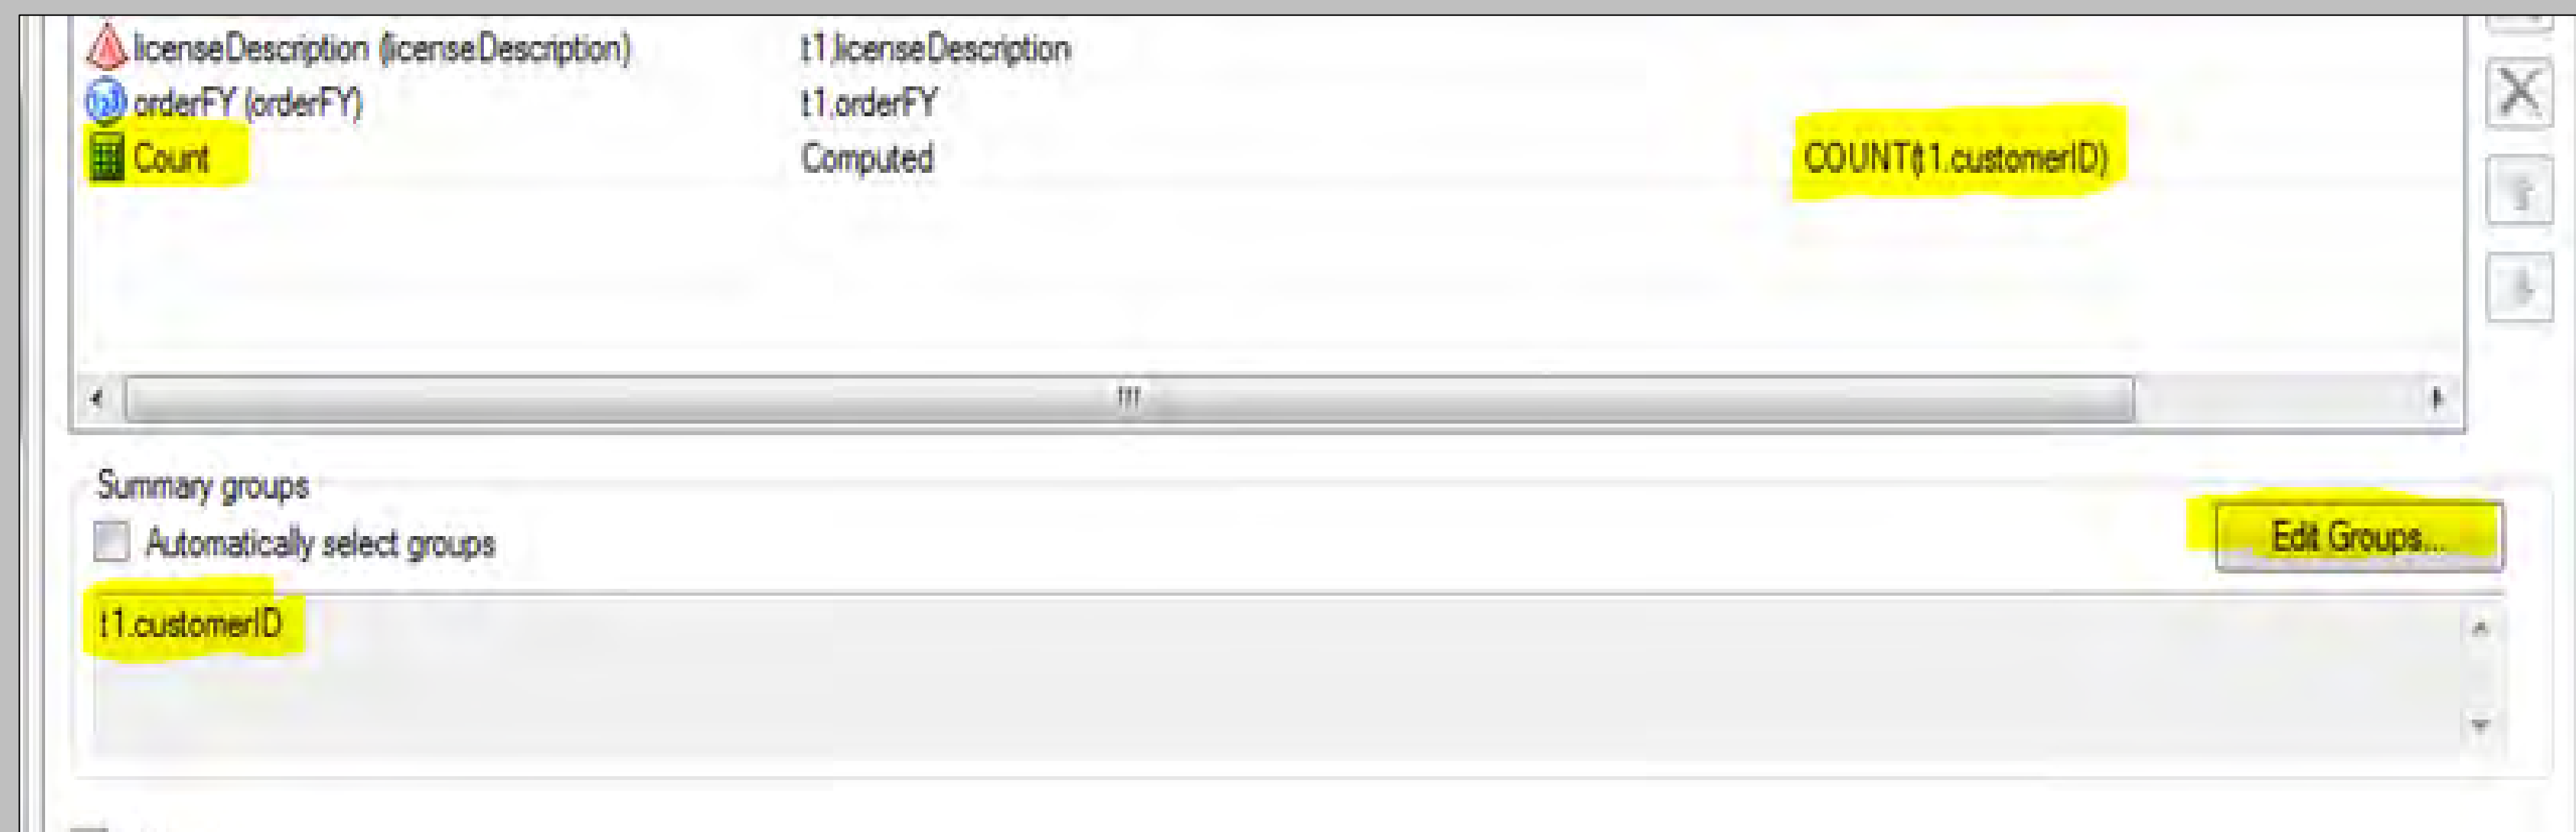 licenseDescription (licenseDescription) t1.licenseDescription
orderFY (orderFY) t1.orderFY
Count Computed COUNT(t1.customerID)
Summary groups
Automatically select groups Edit Groups...
t1.customerID